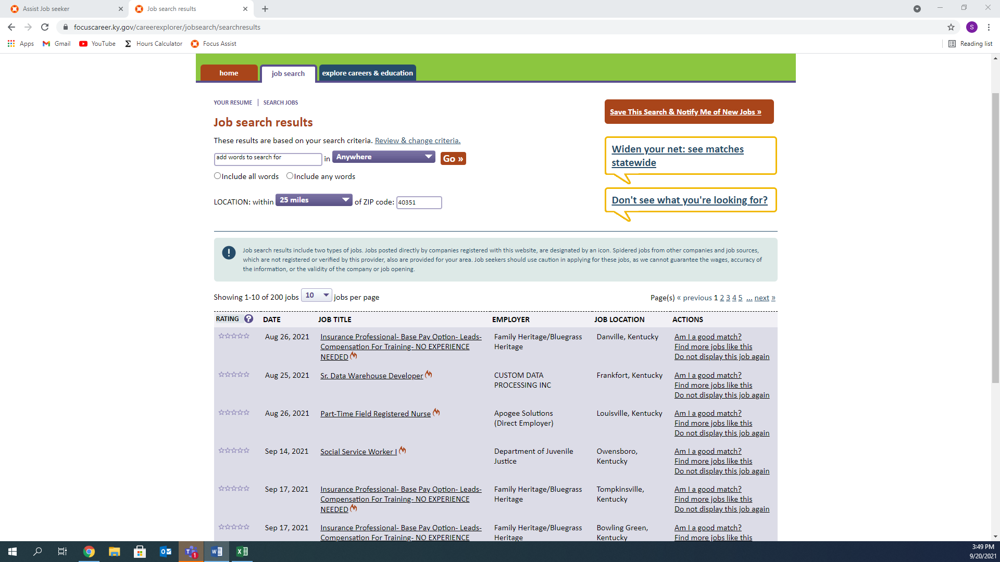 Assist Job seeker
Job search results
focuscareer.ky.gov/careerexplorer/jobsearch/searchresults
S
Apps Gmail YouTube Σ Hours Calculator Focus Assist Reading list
home job search explore careers & education
YOUR RESUME | SEARCH JOBS
Save This Search & Notify Me of New Jobs »
Job search results
These results are based on your search criteria. Review & change criteria.
add words to search for in Anywhere Go »
Include all words Include any words
LOCATION: within 25 miles of ZIP code: 40351
Widen your net: see matches
statewide
Don't see what you're looking for?
Job search results include two types of jobs. Jobs posted directly by companies registered with this website, are designated by an icon. Spidered jobs from other companies and job sources,
which are not registered or verified by this provider, also are provided for your area. Job seekers should use caution in applying for these jobs, as we cannot guarantee the wages, accuracy of
the information, or the validity of the company or job opening.
Showing 1-10 of 200 jobs 10 jobs per page Page(s) « previous 1 2 3 4 5 ... next »
RATING ? DATE JOB TITLE EMPLOYER JOB LOCATION ACTIONS
Aug 26, 2021 Insurance Professional- Base Pay Option- Leads- Family Heritage/Bluegrass Danville, Kentucky Am I a good match?
Compensation For Training- NO EXPERIENCE Heritage Find more jobs like this
NEEDED Do not display this job again
Aug 25, 2021 Sr. Data Warehouse Developer CUSTOM DATA Frankfort, Kentucky Am I a good match?
PROCESSING INC Find more jobs like this
Do not display this job again
Aug 26, 2021 Part-Time Field Registered Nurse Apogee Solutions Louisville, Kentucky Am I a good match?
(Direct Employer) Find more jobs like this
Do not display this job again
Sep 14, 2021 Social Service Worker I Department of Juvenile Owensboro, Am I a good match?
Justice Kentucky Find more jobs like this
Do not display this job again
Sep 17, 2021 Insurance Professional- Base Pay Option- Leads- Family Heritage/Bluegrass Tompkinsville, Am I a good match?
Compensation For Training- NO EXPERIENCE Heritage Kentucky Find more jobs like this
NEEDED Do not display this job again
Sep 17, 2021 Insurance Professional- Base Pay Option- Leads- Family Heritage/Bluegrass Bowling Green, Am I a good match?
Compensation For Training- NO EXPERIENCE Heritage Kentucky Find more jobs like this
3:49 PM
9/20/2021